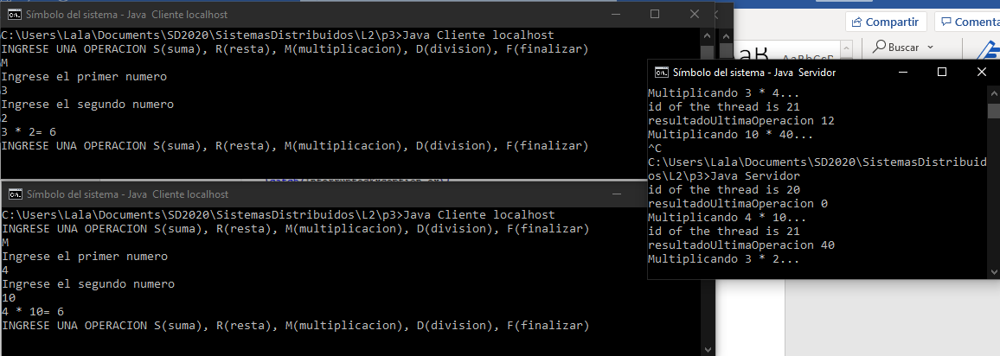 Símbolo del sistema - Java  Cliente localhost
C:\Users\Lala\Documents\SD2020\SistemasDistribuidos\L2\p3>Java Cliente localhost
INGRESE UNA OPERACION S(suma), R(resta), M(multiplicacion), D(division), F(finalizar)
M
Ingrese el primer numero
3
Ingrese el segundo numero
2
3 * 2= 6
INGRESE UNA OPERACION S(suma), R(resta), M(multiplicacion), D(division), F(finalizar)
Símbolo del sistema - Java  Cliente localhost
C:\Users\Lala\Documents\SD2020\SistemasDistribuidos\L2\p3>Java Cliente localhost
INGRESE UNA OPERACION S(suma), R(resta), M(multiplicacion), D(division), F(finalizar)
M
Ingrese el primer numero
4
Ingrese el segundo numero
10
4 * 10= 6
INGRESE UNA OPERACION S(suma), R(resta), M(multiplicacion), D(division), F(finalizar)
Compartir
Comenta
Buscar
Símbolo del sistema - Java  Servidor
Multiplicando 3 * 4...
id of the thread is 21
resultadoUltimaOperacion 12
Multiplicando 10 * 40...
^C
C:\Users\Lala\Documents\SD2020\SistemasDistribuid
os\L2\p3>Java Servidor
id of the thread is 20
resultadoUltimaOperacion 0
Multiplicando 4 * 10...
id of the thread is 21
resultadoUltimaOperacion 40
Multiplicando 3 * 2...